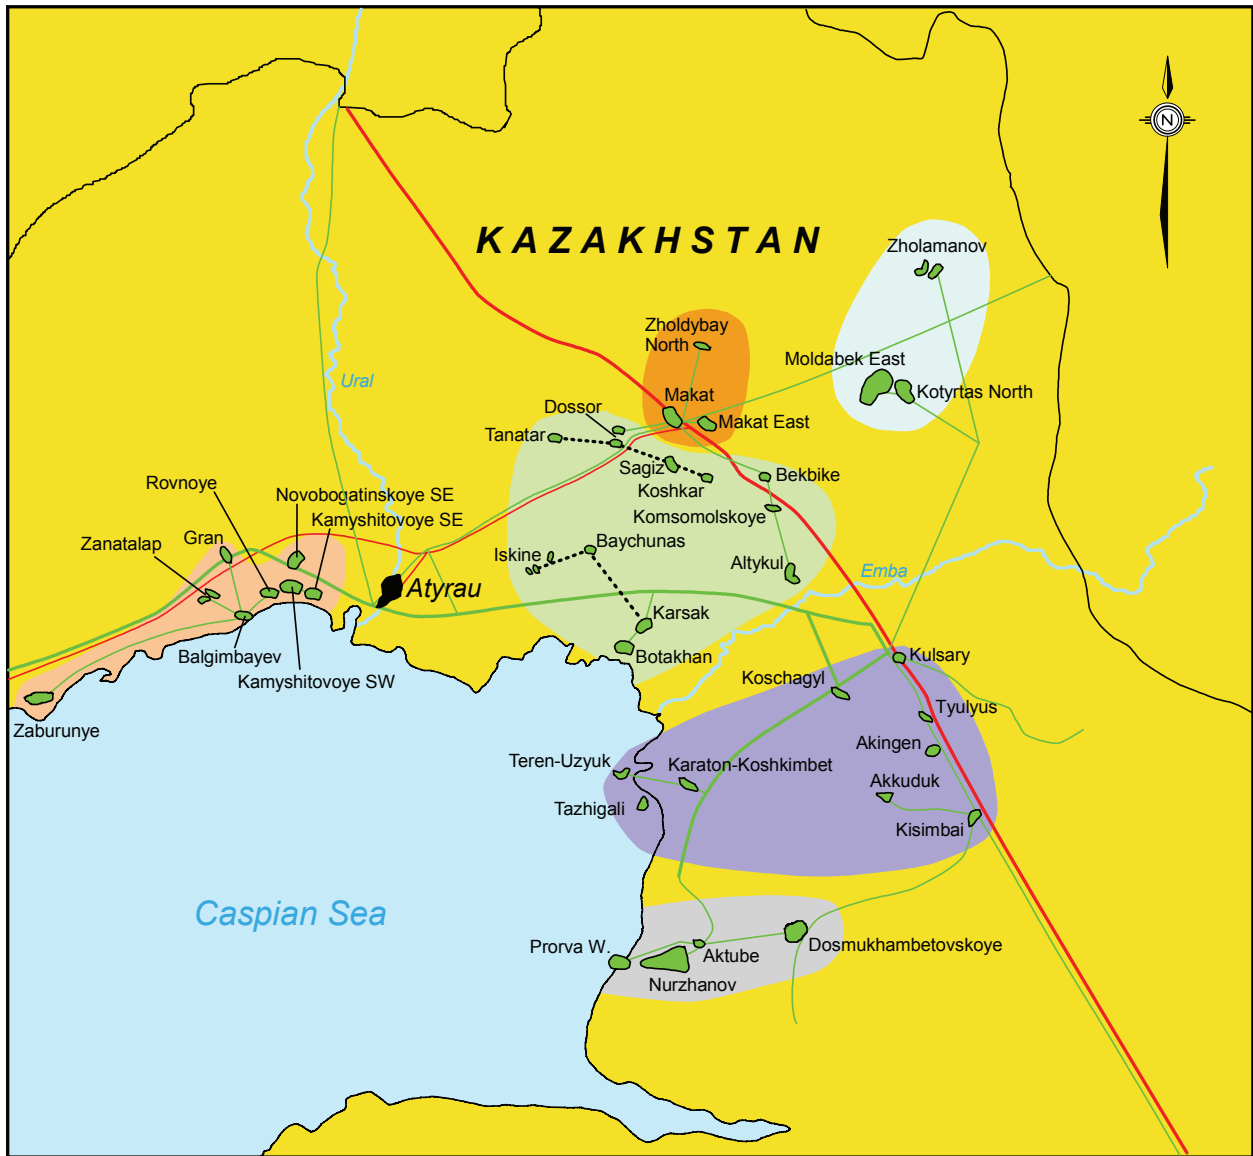 N
KAZAKHSTAN
Zholamanov
Zholdybay
North
Moldabek East
Kotyrtas North
Ural
Makat
Makat East
Dossor
Tanatar
Sagiz
Koshkar
Bekbike
Komsomolskoye
Rovnoye
Novobogatinskoye SE
Kamyshitovoye SE
Zanatalap
Gran
Iskine
Baychunas
Altykul
Emba
Atyrau
Karsak
Balgimbayev
Botakhan
Kulsary
Kamyshitovoye SW
Koschagyl
Zaburunye
Tyulyus
Akingen
Teren-Uzyuk
Karaton-Koshkimbet
Akkuduk
Tazhigali
Kisimbai
Caspian Sea
Prorva W.
Aktube
Dosmukhambetovskoye
Nurzhanov